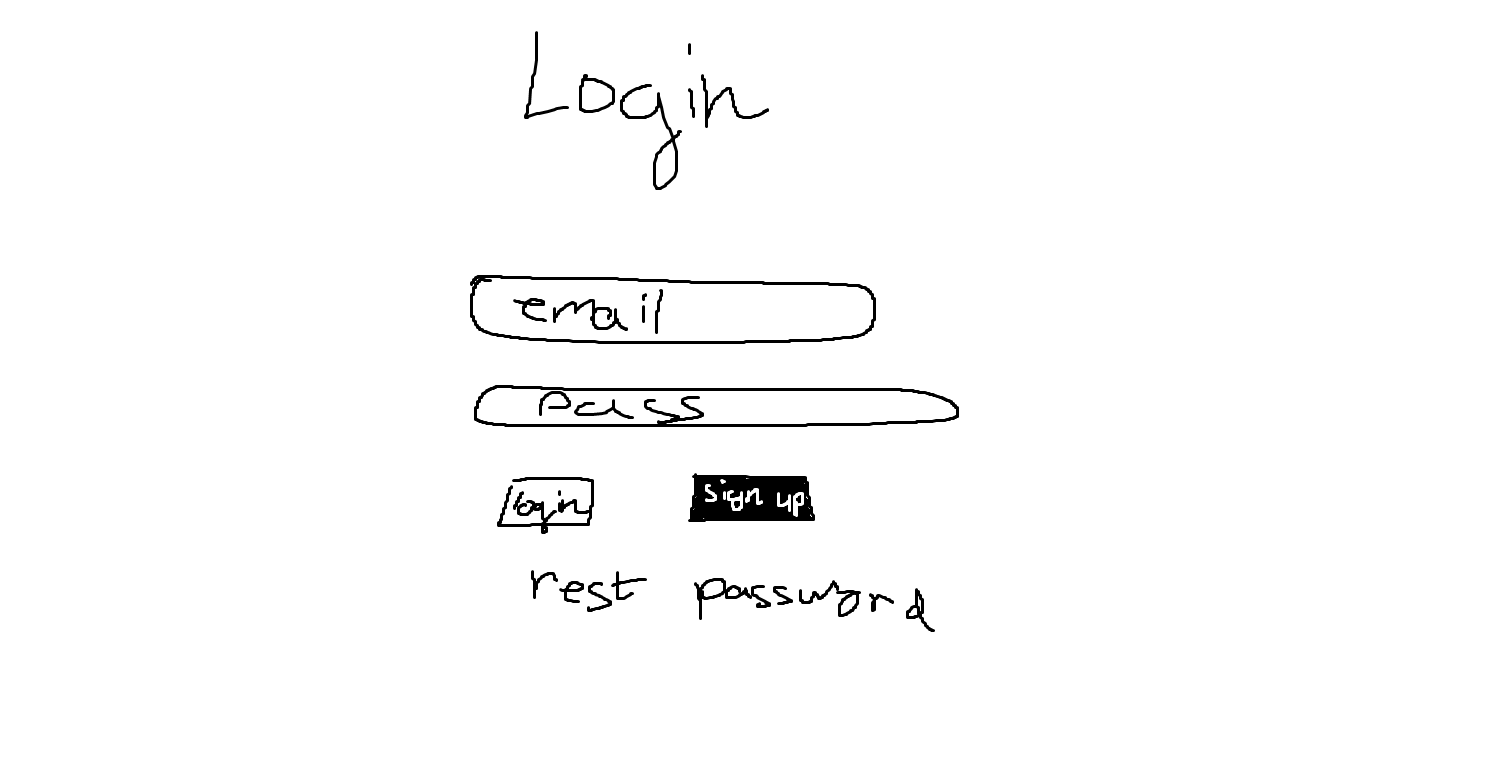 Login
email
pass
login sign up
rest password